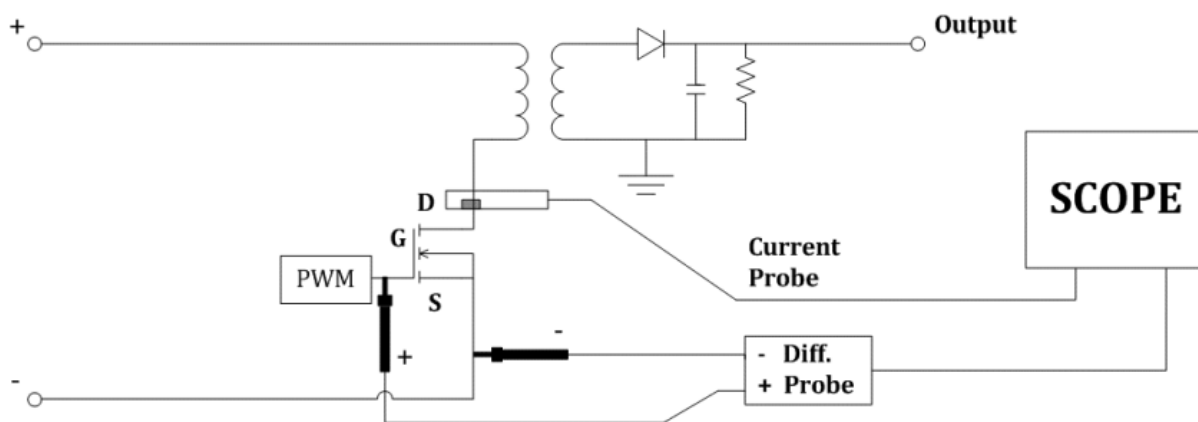 +
Output
D
SCOPE
G
Current
Probe
PWM
S
-
+
- Diff.
+ Probe
-